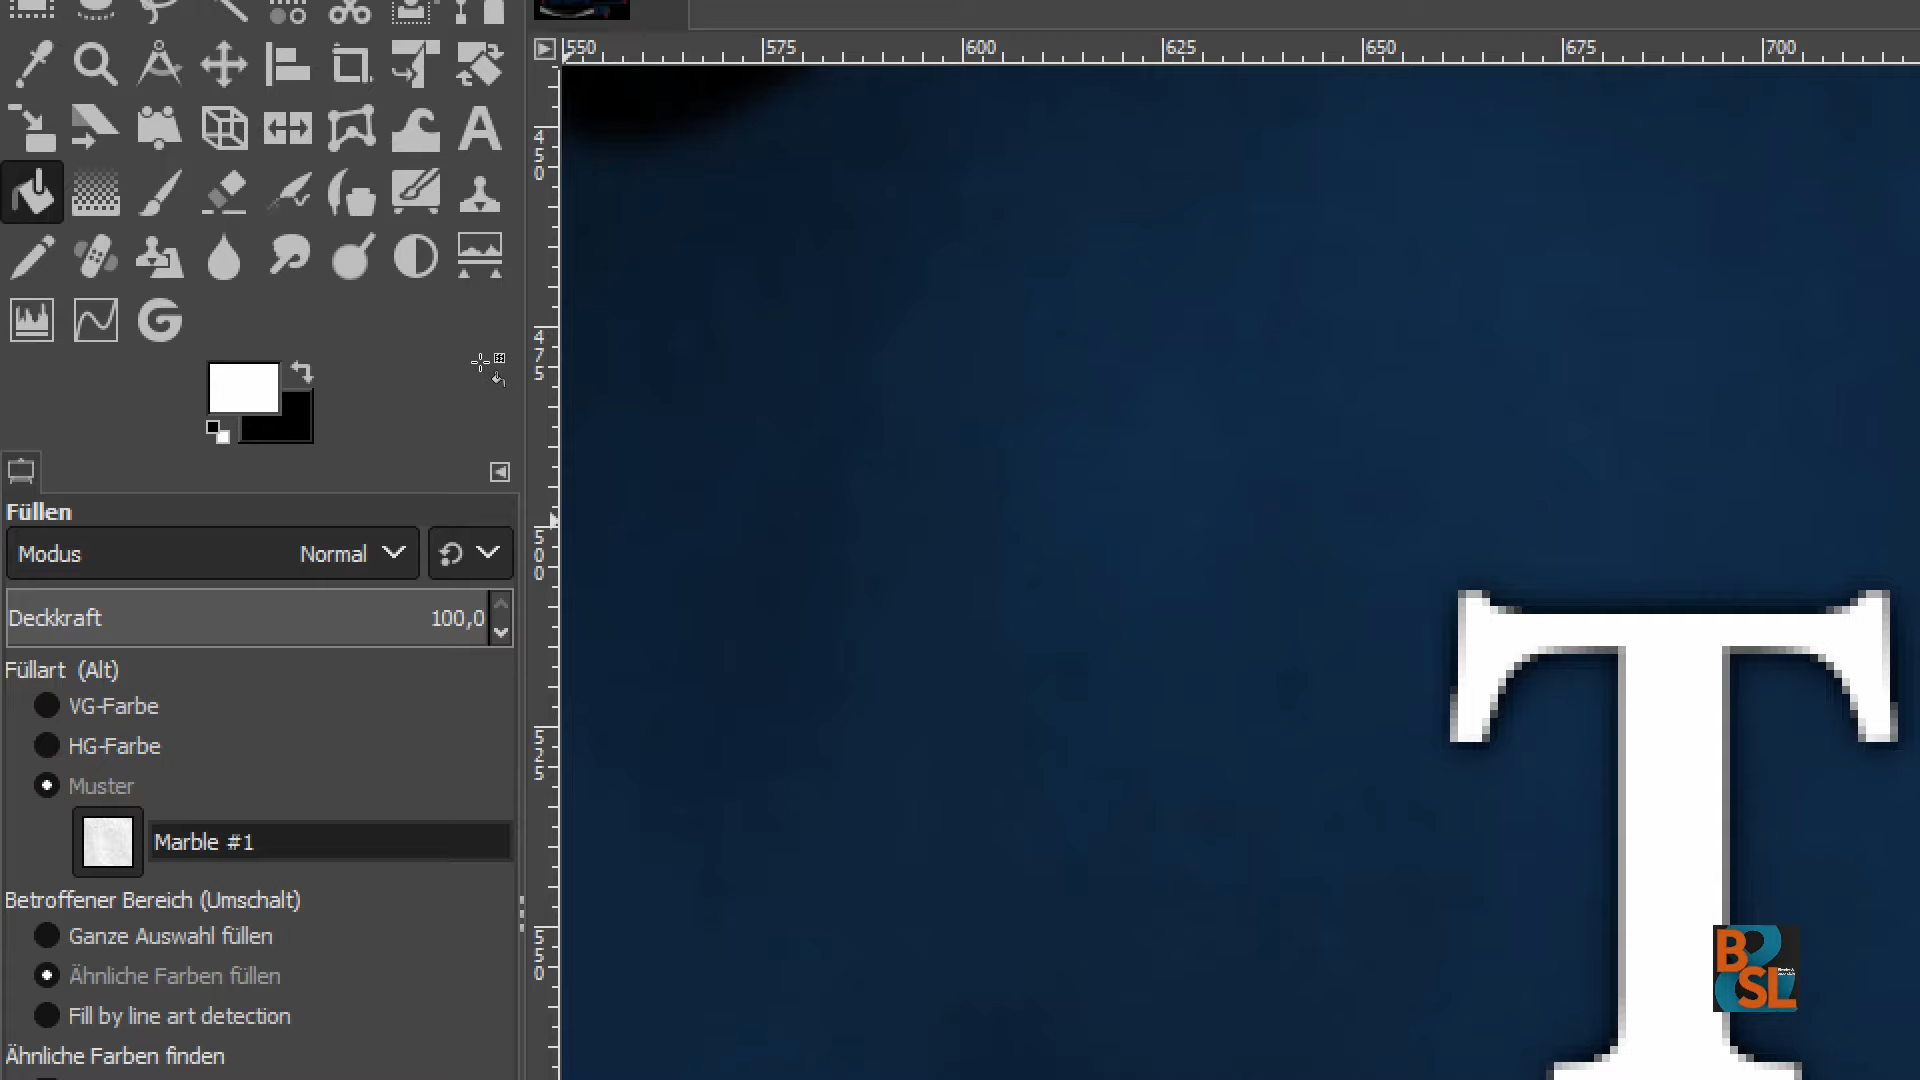 550 575 600 625 650 675 700
450
475
500
525
550
Füllen
Modus Normal
Deckkraft 100,0
Füllart (Alt)
VG-Farbe
HG-Farbe
Muster
Marble #1
Betroffener Bereich (Umschalt)
Ganze Auswahl füllen
Ähnliche Farben füllen
Fill by line art detection
Ähnliche Farben finden
T
B
SL